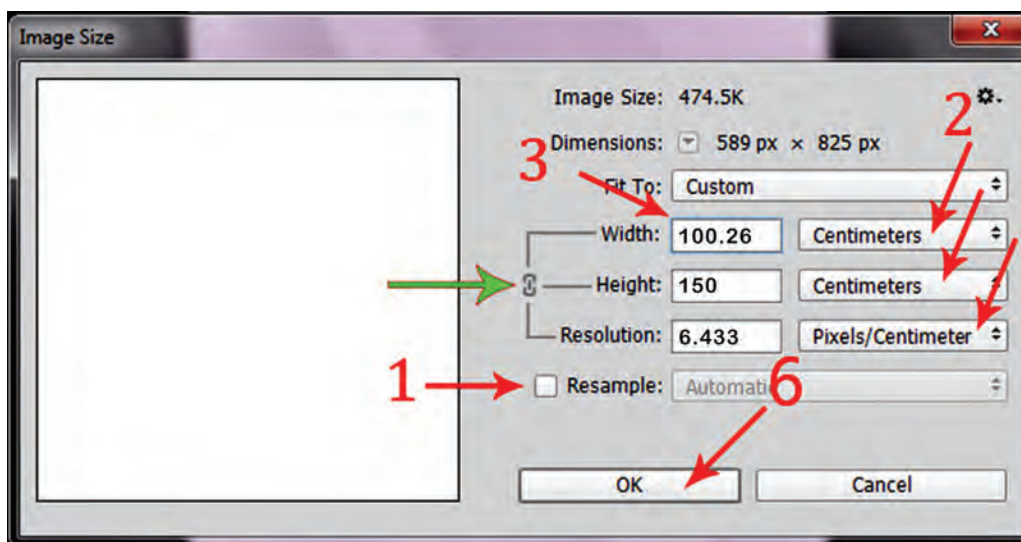 Image Size
Image Size: 474.5K
2
Dimensions: 589 px × 825 px
3
Fit To: Custom
Width: 100.26 Centimeters
Height: 150 Centimeters
Resolution: 6.433 Pixels/Centimeter
1
Resample: Automatic
6
OK Cancel